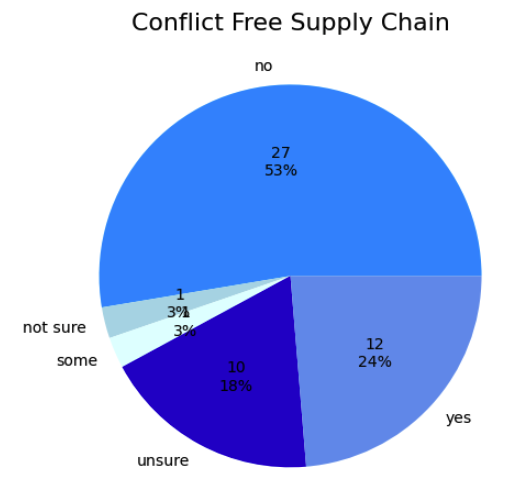 Conflict Free Supply Chain
no
27
53%
1
3%
1
3%
not sure
some
10
18%
unsure
12
24%
yes